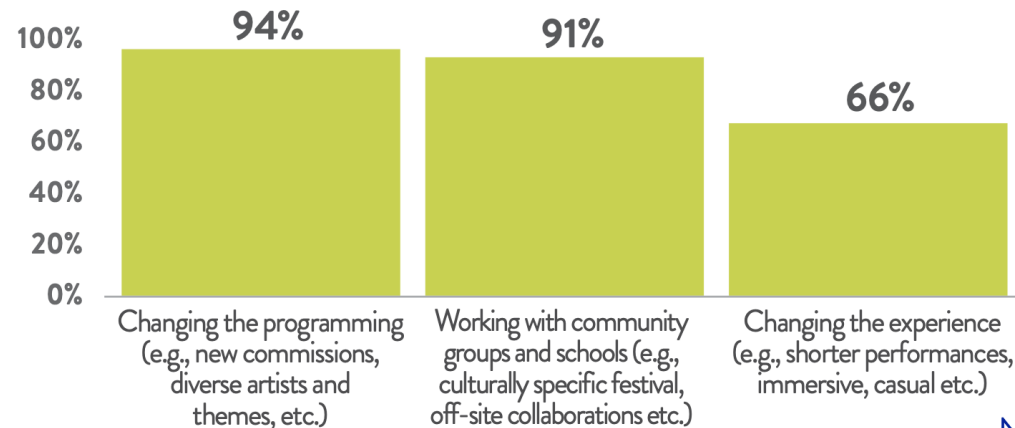 94%
91%
66%
100%
80%
60%
40%
20%
0%
Changing the programming
(e.g., new commissions,
diverse artists and
themes, etc.)
Working with community
groups and schools (e.g.,
culturally specific festival,
off-site collaborations etc.)
Changing the experience
(e.g., shorter performances,
immersive, casual etc.)